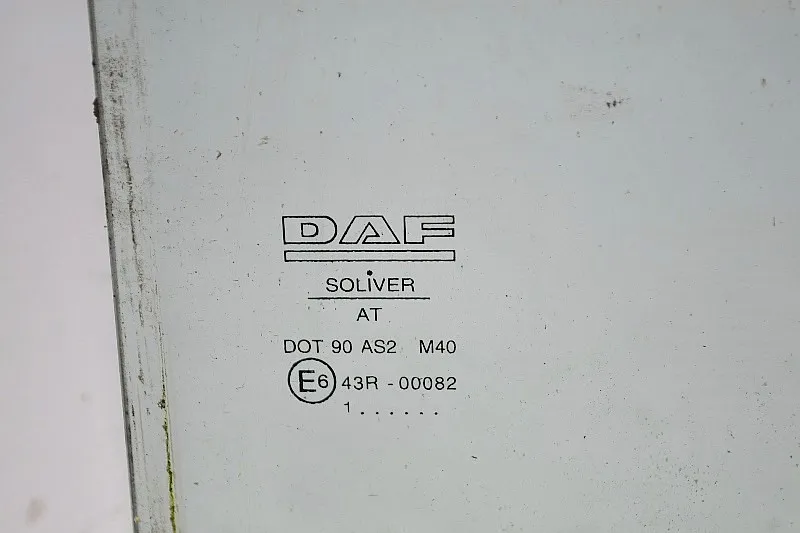 DAF
SOLiVER
AT
DOT 90 AS2 M40
E6 43R - 00082
1 . . . . . .